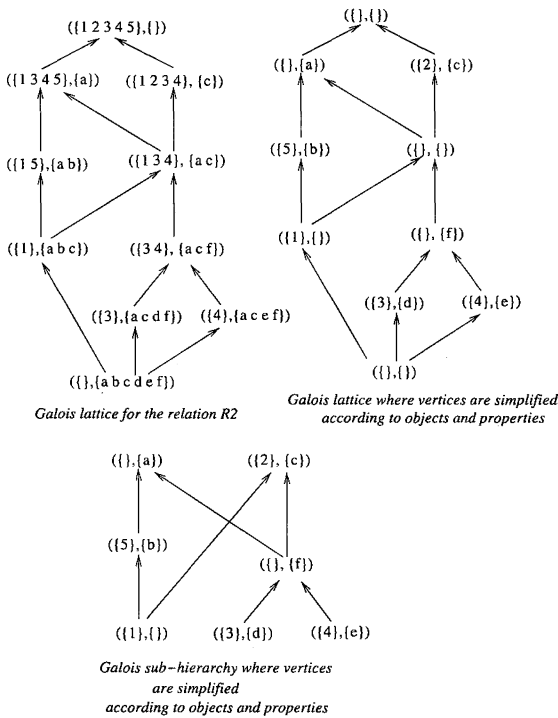 ({1 2 3 4 5},{})
({1 3 4 5},{a})
({1 2 3 4}, {c})
({1 5},{a b})
({1 3 4}, {a c})
({1},{a b c})
({3 4}, {a c f})
({3},{a c d f})
({4},{a c e f})
({},{a b c d e f})
Galois lattice for the relation R2
({},{})
({},{a})
({2}, {c})
({5},{b})
({}, {})
({1},{})
({}, {f})
({3},{d})
({4},{e})
({},{})
Galois lattice where vertices are simplified
according to objects and properties
({},{a})
({2}, {c})
({5},{b})
({}, {f})
({1},{})
({3},{d})
({4},{e})
Galois sub-hierarchy where vertices
are simplified
according to objects and properties